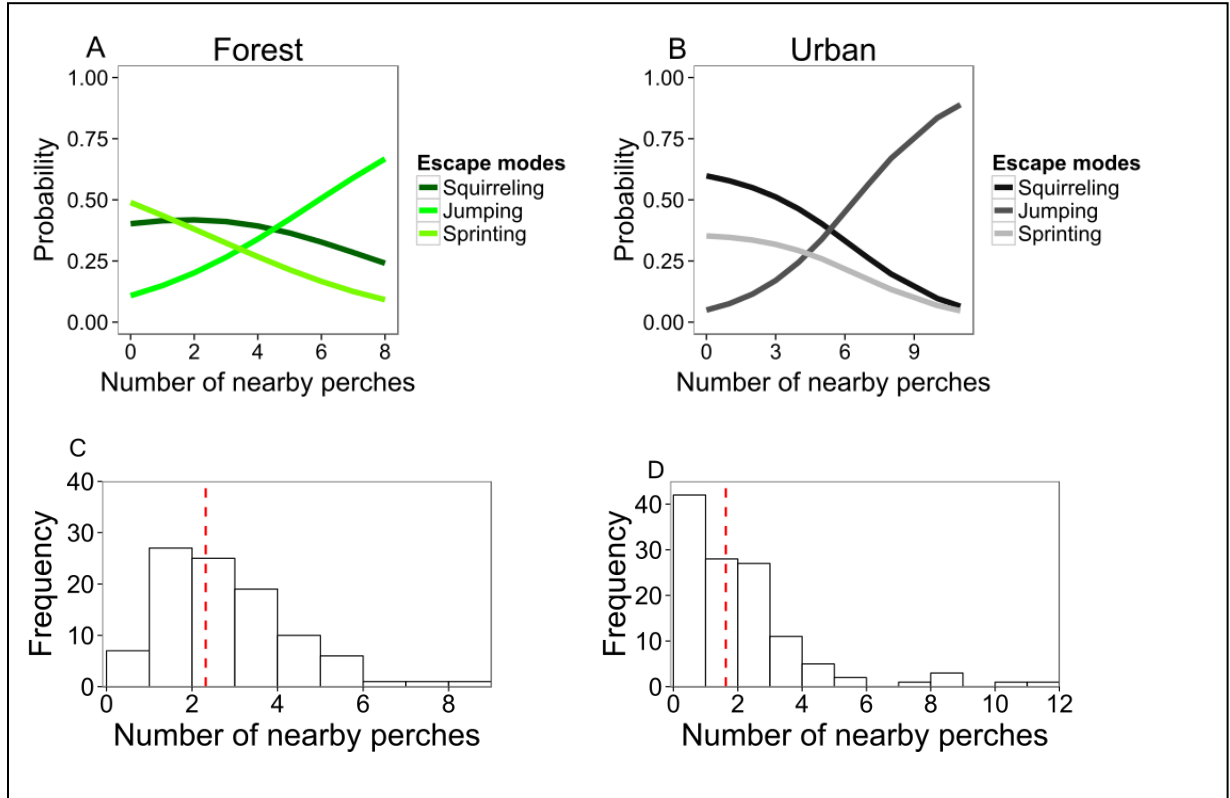 A
Forest
1.00
0.75
0.50
0.25
0.00
Probability
0 2 4 6 8
Number of nearby perches
Escape modes
Squirreling
Jumping
Sprinting
B
Urban
1.00
0.75
0.50
0.25
0.00
Probability
0 3 6 9
Number of nearby perches
Escape modes
Squirreling
Jumping
Sprinting
C
40
30
20
10
0
Frequency
0 2 4 6 8
Number of nearby perches
D
40
30
20
10
0
Frequency
0 2 4 6 8 10 12
Number of nearby perches